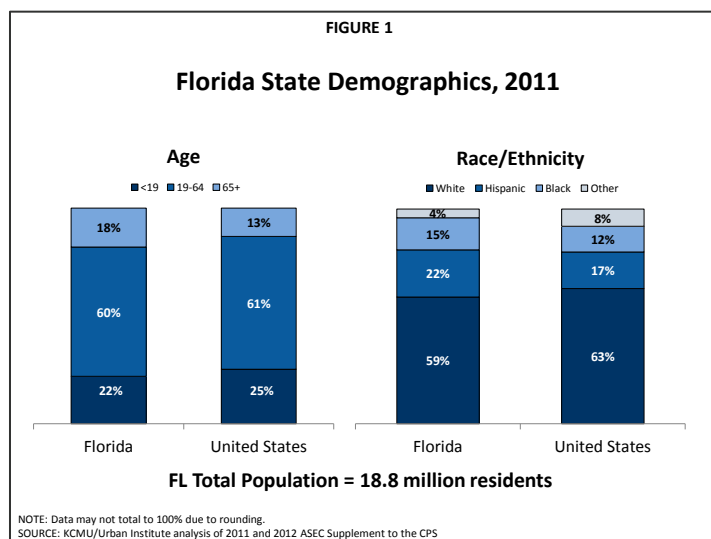 FIGURE 1
Florida State Demographics, 2011
Age
<19 19-64 65+
18%
13%
60%
61%
22%
25%
Florida
United States
Race/Ethnicity
White Hispanic Black Other
4%
8%
15%
12%
22%
17%
59%
63%
Florida
United States
FL Total Population = 18.8 million residents
NOTE: Data may not total to 100% due to rounding.
SOURCE: KCMU/Urban Institute analysis of 2011 and 2012 ASEC Supplement to the CPS